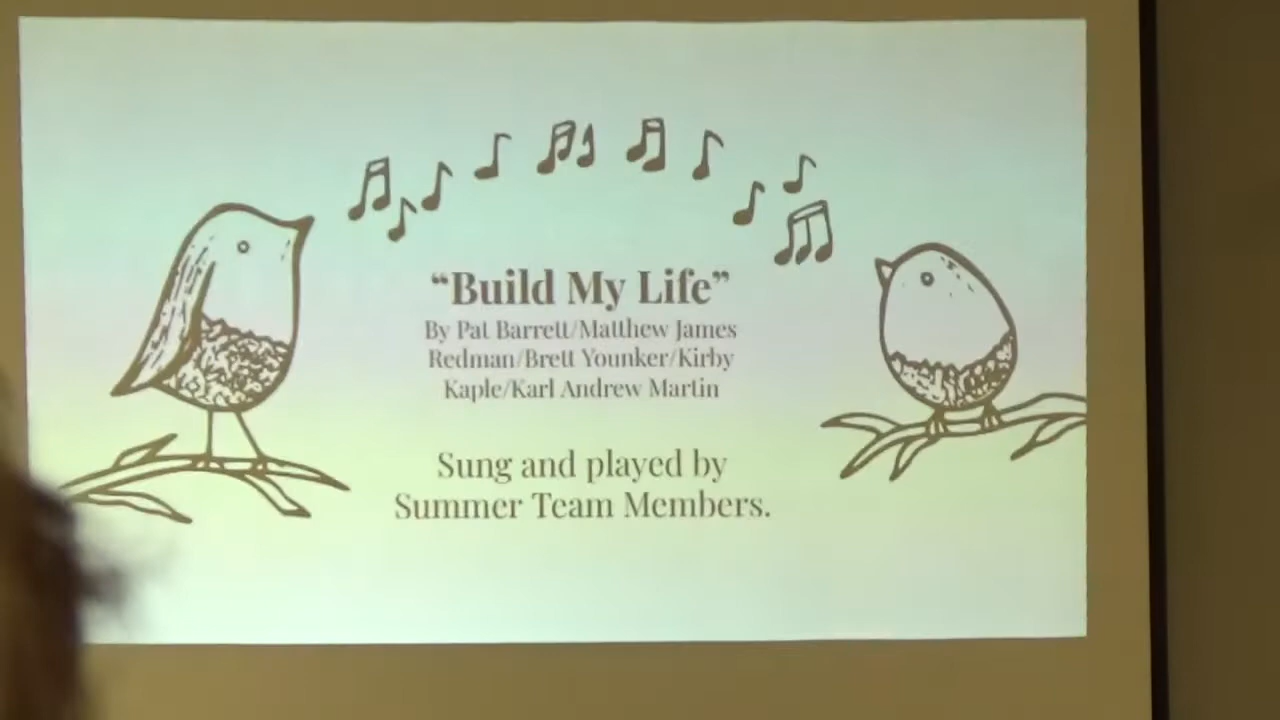 “Build My Life”
By Pat Barrett/Matthew James
Redman/Brett Younker/Kirby
Kaple/Karl Andrew Martin
Sung and played by
Summer Team Members.